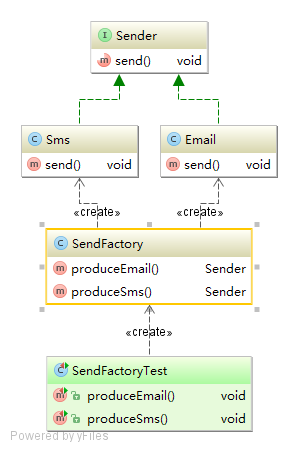 Sender
send() void
Sms
send() void
Email
send() void
«create»
«create»
SendFactory
produceEmail() Sender
produceSms() Sender
«create»
SendFactoryTest
produceEmail() void
produceSms() void
Powered by yFiles